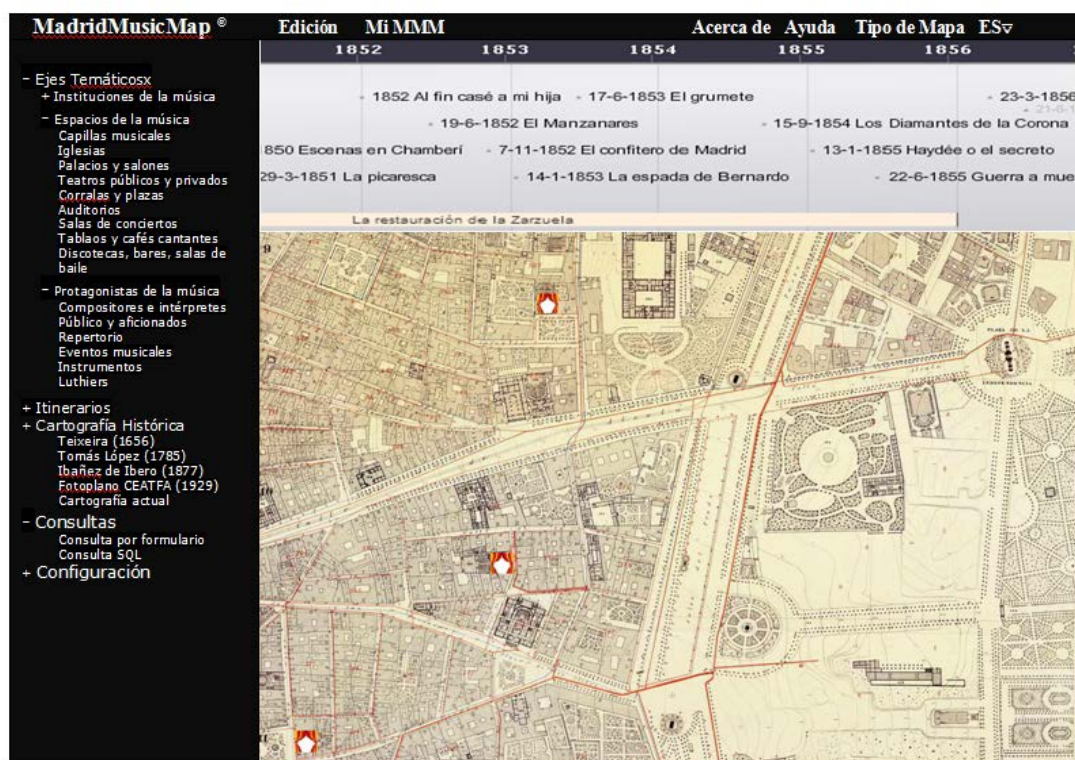 MadridMusicMap ®
Edición Mi MMM Acerca de Ayuda Tipo de Mapa ES▿
1852 1853 1854 1855 1856
- Ejes Temáticosx
+ Instituciones de la música
- Espacios de la música
Capillas musicales
Iglesias
Palacios y salones
Teatros públicos y privados
Corralas y plazas
Auditorios
Salas de conciertos
Tablaos y cafés cantantes
Discotecas, bares, salas de
baile
- Protagonistas de la música
Compositores e intérpretes
Público y aficionados
Repertorio
Eventos musicales
Instrumentos
Luthiers
+ Itinerarios
+ Cartografía Histórica
Teixeira (1656)
Tomás López (1785)
Ibañez de Ibero (1877)
Fotoplano CEATFA (1929)
Cartografía actual
- Consultas
Consulta por formulario
Consulta SQL
+ Configuración
1852 Al fin casé a mi hija 17-6-1853 El grumete 23-3-1856
19-6-1852 El Manzanares 15-9-1854 Los Diamantes de la Corona
850 Escenas en Chamberí 7-11-1852 El confitero de Madrid 13-1-1855 Haydée o el secreto
29-3-1851 La picaresca 14-1-1853 La espada de Bernardo 22-6-1855 Guerra a mue
La restauración de la Zarzuela
PLAZA DE LA
INDEPENDENCIA